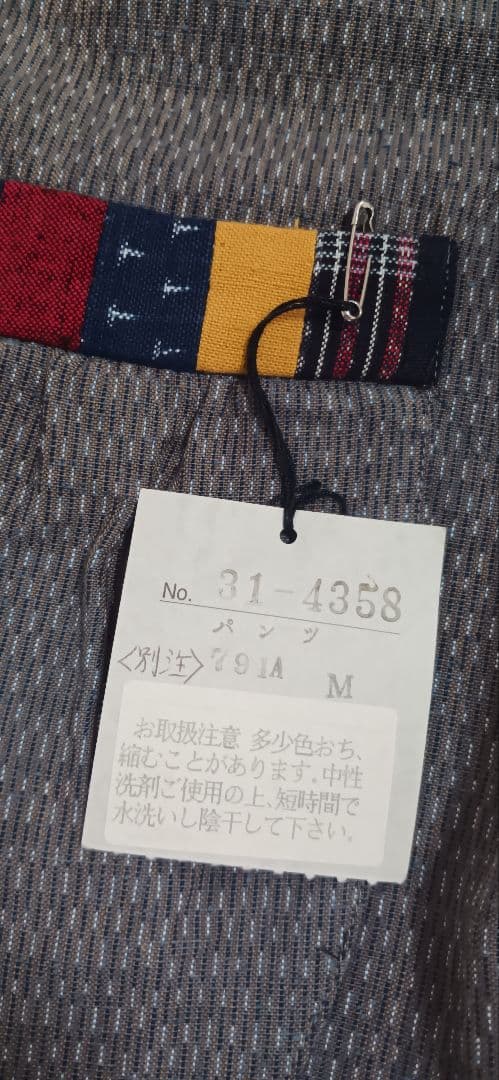 No. 31-4358
パンツ
〈別注〉791A M
お取扱注意 多少色おち、
縮むことがあります。中性
洗剤ご使用の上、短時間で
水洗いし陰干して下さい。